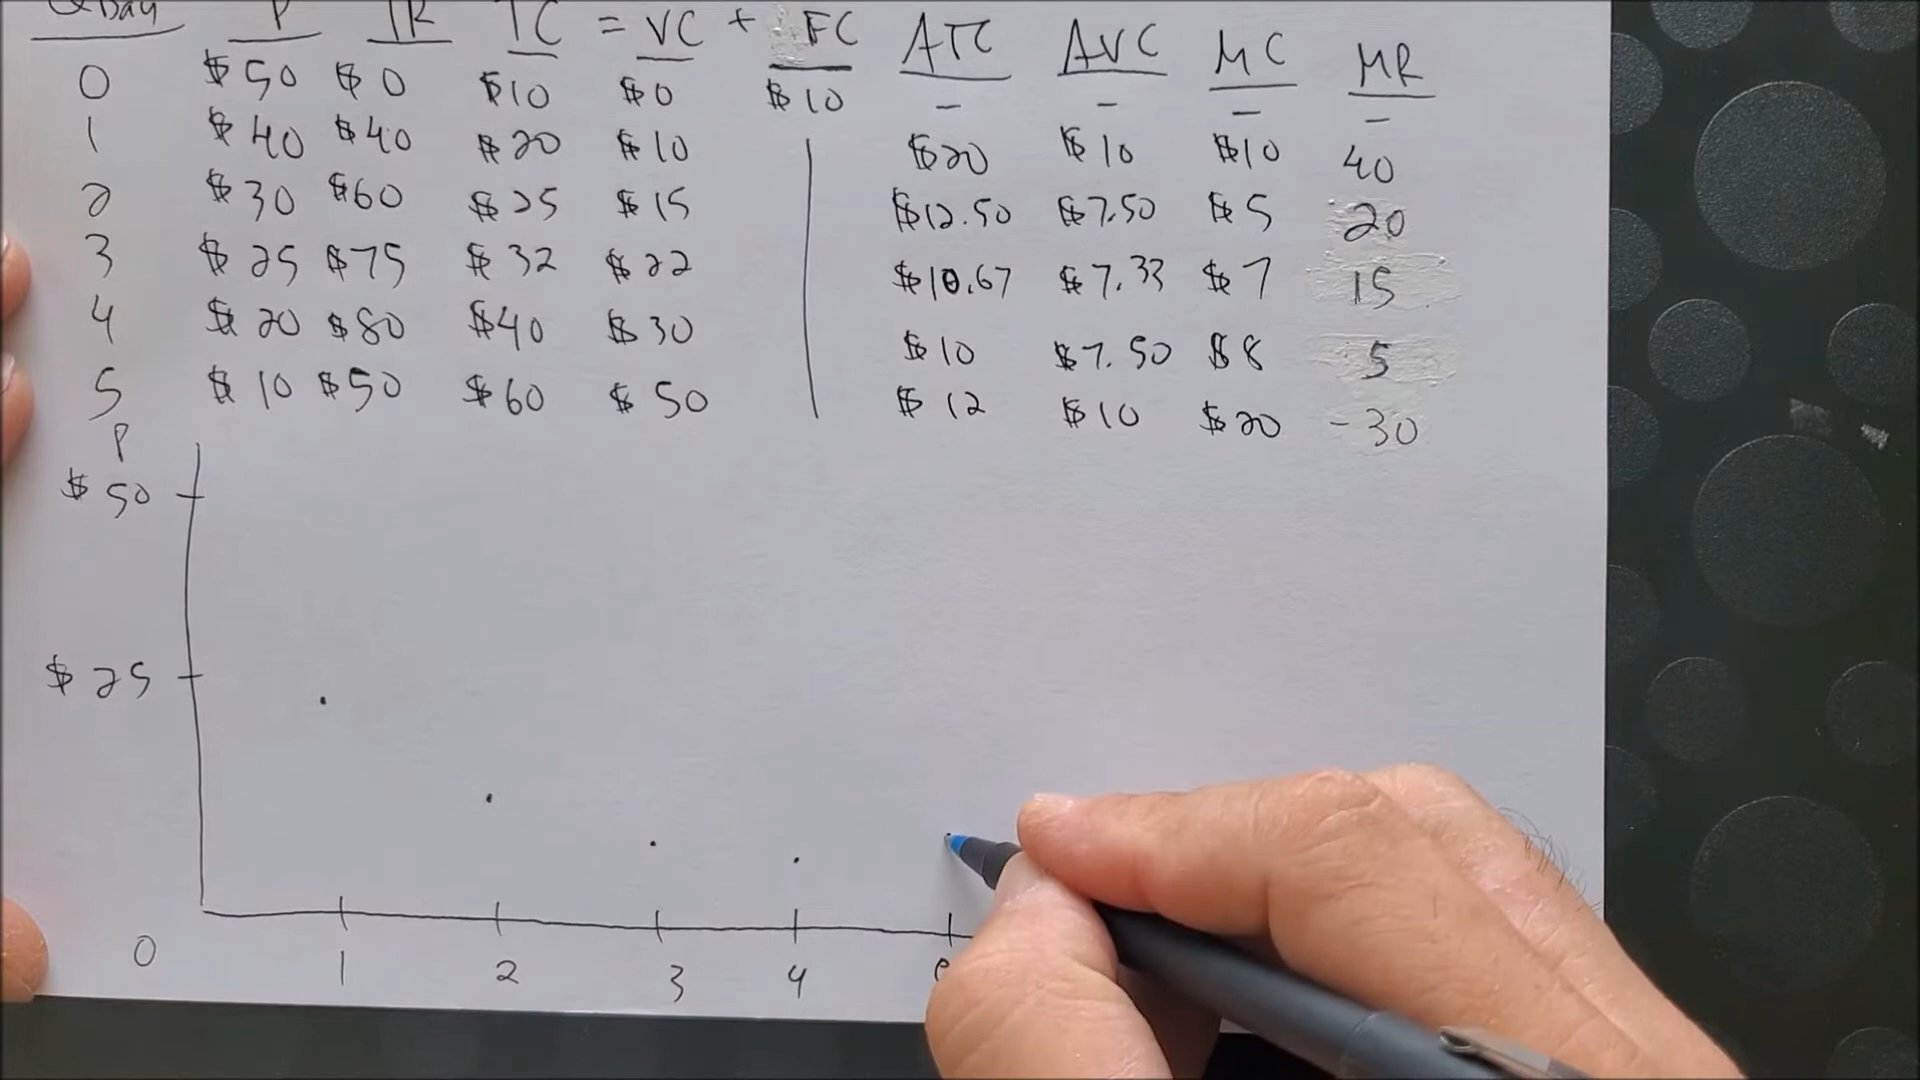 Q Day P TR TC = VC + FC ATC AVC MC MR
0 $50 $0 $10 $0 $10 - - - -
1 $40 $40 $20 $10 $20 $10 $10 40
2 $30 $60 $25 $15 $12.50 $7.50 $5 20
3 $25 $75 $32 $22 $10.67 $7.33 $7 15
4 $20 $80 $40 $30 $10 $7.50 $8 5
5 $10 $50 $60 $50 $12 $10 $20 -30
P
$50
$25
0 1 2 3 4